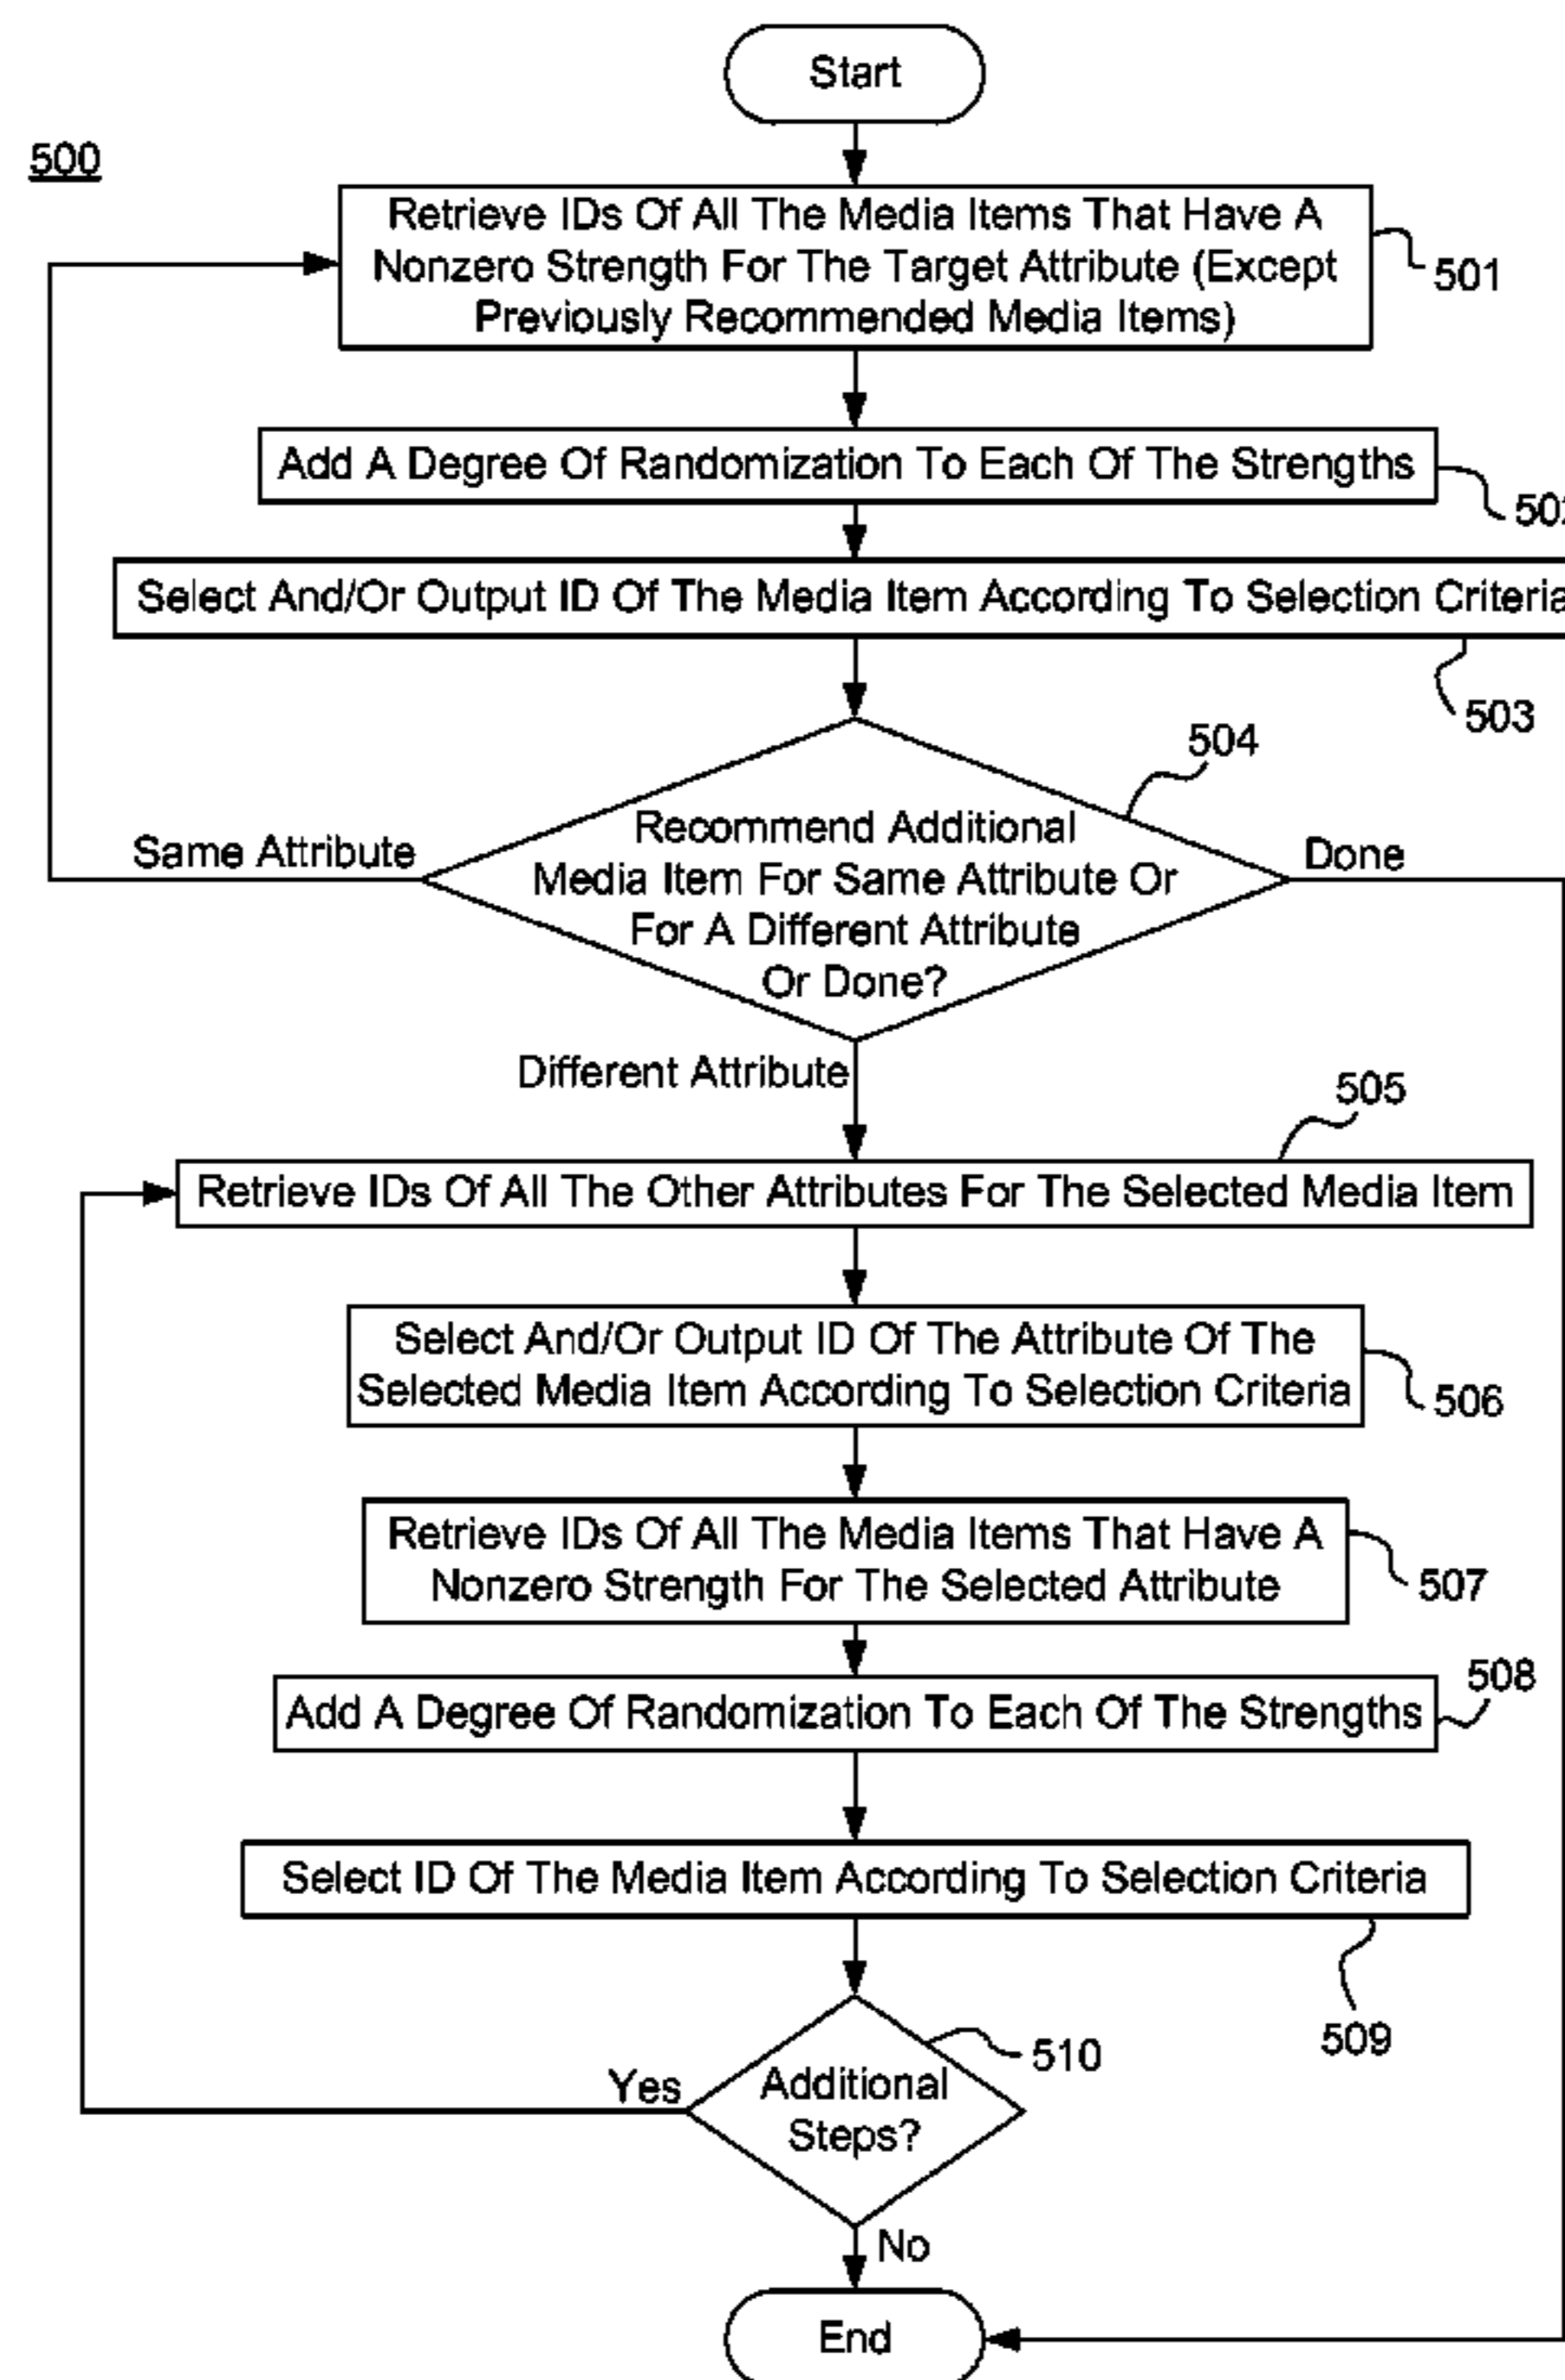 Start
500
Retrieve IDs Of All The Media Items That Have A
Nonzero Strength For The Target Attribute (Except
Previously Recommended Media Items)
501
Add A Degree Of Randomization To Each Of The Strengths
Select And/Or Output ID Of The Media Item According To Selection Criteria
503
504
Recommend Additional
Media Item For Same Attribute Or
For A Different Attribute
Or Done?
Same Attribute
Done
Different Attribute
505
Retrieve IDs Of All The Other Attributes For The Selected Media Item
Select And/Or Output ID Of The Attribute Of The
Selected Media Item According To Selection Criteria
506
Retrieve IDs Of All The Media Items That Have A
Nonzero Strength For The Selected Attribute
507
508
Add A Degree Of Randomization To Each Of The Strengths
Select ID Of The Media Item According To Selection Criteria
509
510
Additional
Steps?
Yes
No
End